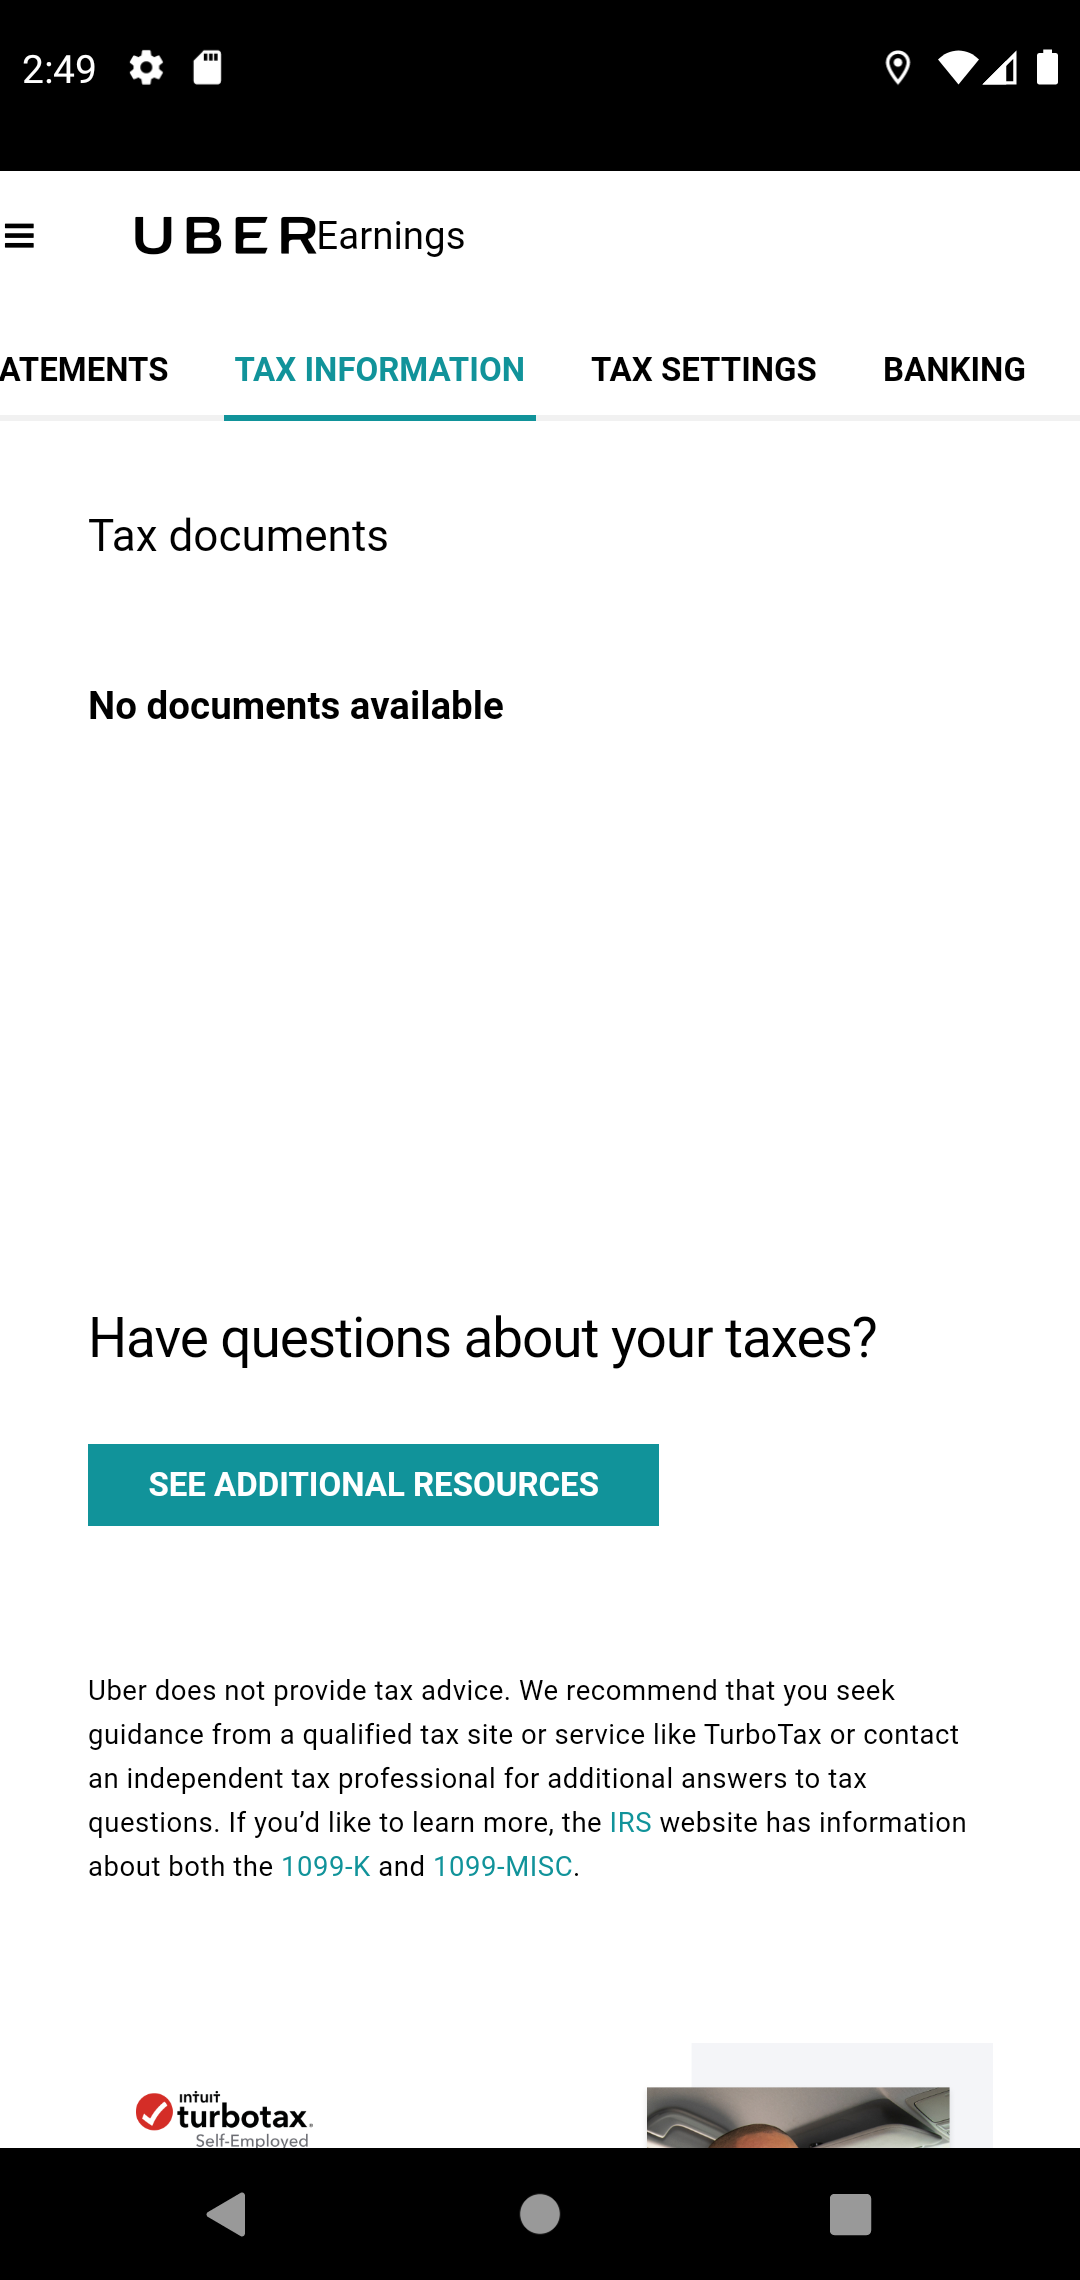 2:49
UBER Earnings
ATEMENTS TAX INFORMATION TAX SETTINGS BANKING
Tax documents
No documents available
Have questions about your taxes?
SEE ADDITIONAL RESOURCES
Uber does not provide tax advice. We recommend that you seek
guidance from a qualified tax site or service like TurboTax or contact
an independent tax professional for additional answers to tax
questions. If you’d like to learn more, the IRS website has information
about both the 1099-K and 1099-MISC.
intuit
turbotax.
Self-Employed